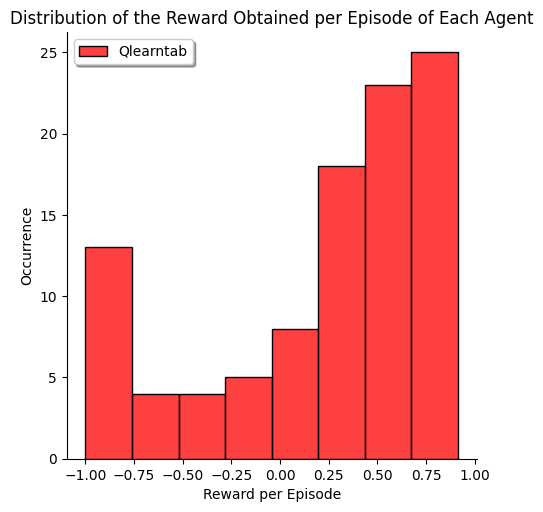 Distribution of the Reward Obtained per Episode of Each Agent
Qlearntab
25
20
15
10
5
0
Occurrence
−1.00 −0.75 −0.50 −0.25 0.00 0.25 0.50 0.75 1.00
Reward per Episode